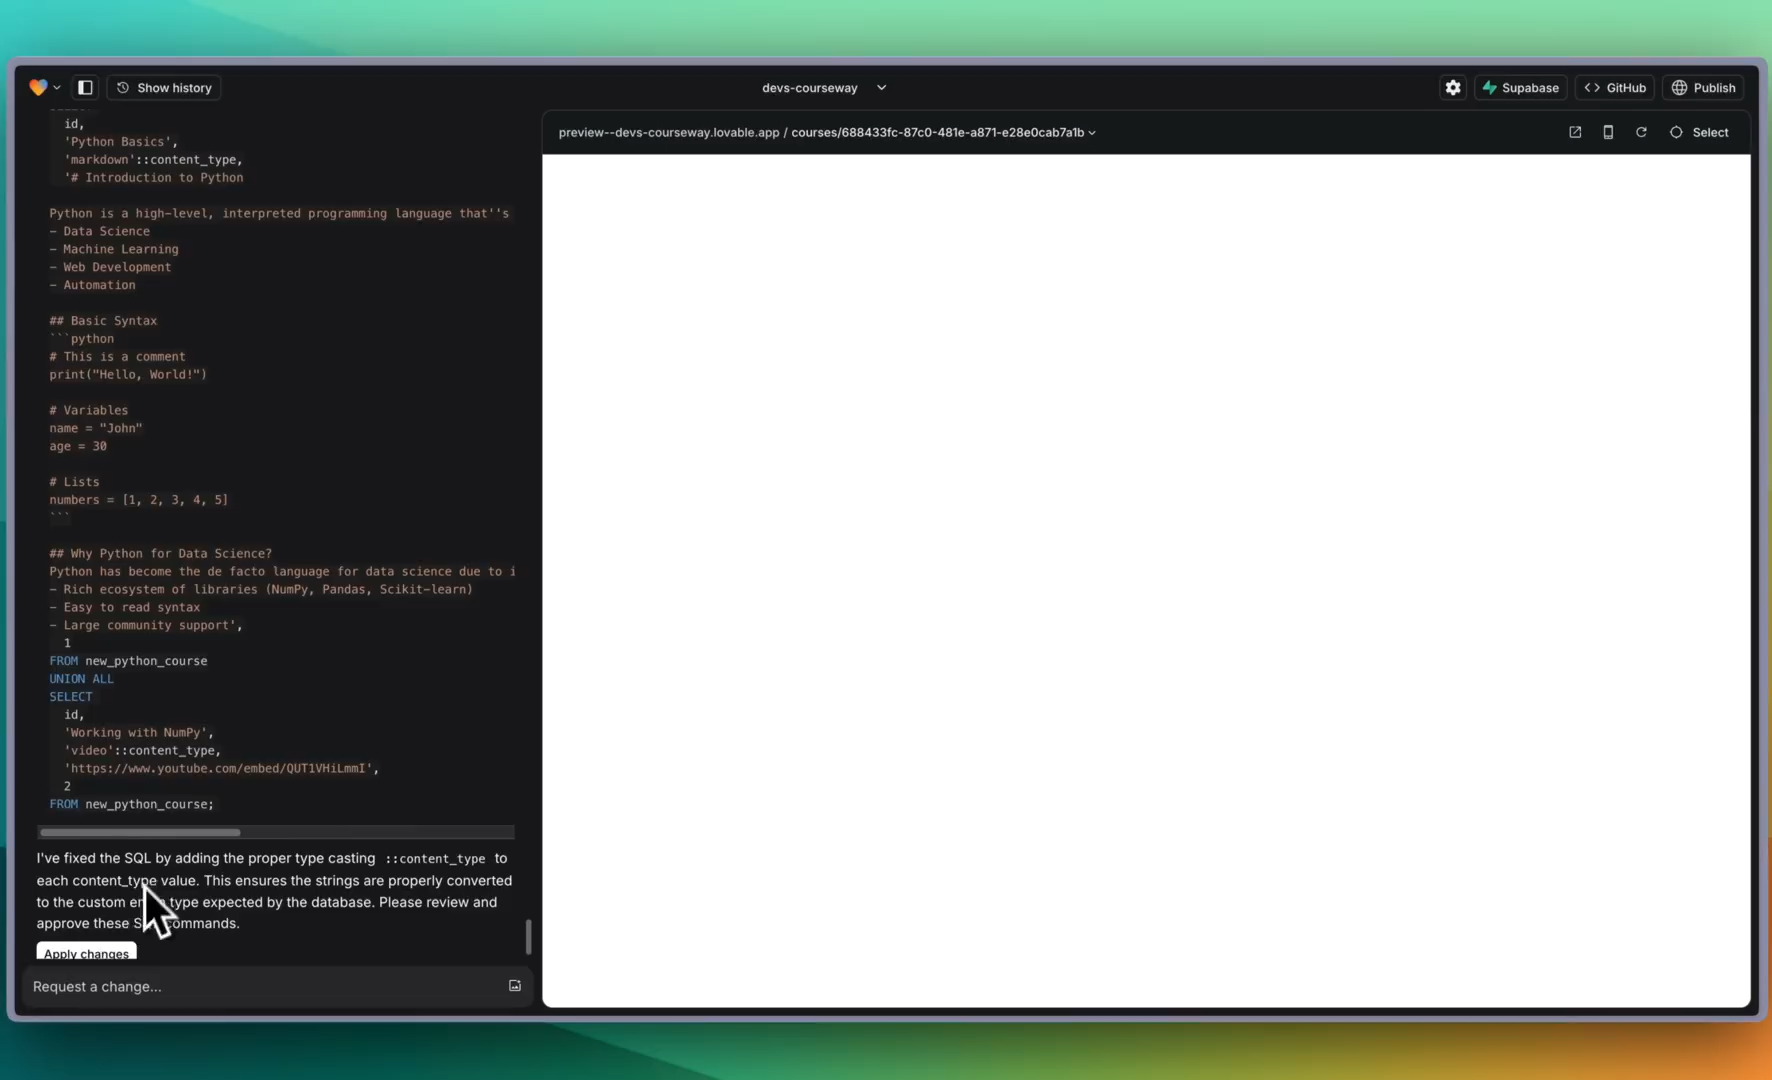 Show history
devs-courseway
Supabase
GitHub
Publish
preview--devs-courseway.lovable.app / courses/688433fc-87c0-481e-a871-e28e0cab7a1b
Select
id,
'Python Basics',
'markdown'::content_type,
'# Introduction to Python
Python is a high-level, interpreted programming language that''s
- Data Science
- Machine Learning
- Web Development
- Automation
## Basic Syntax
```python
# This is a comment
print("Hello, World!")
# Variables
name = "John"
age = 30
# Lists
numbers = [1, 2, 3, 4, 5]
```
## Why Python for Data Science?
Python has become the de facto language for data science due to i
- Rich ecosystem of libraries (NumPy, Pandas, Scikit-learn)
- Easy to read syntax
- Large community support',
1
FROM new_python_course
UNION ALL
SELECT
id,
'Working with NumPy',
'video'::content_type,
'https://www.youtube.com/embed/QUT1VHiLmmI',
2
FROM new_python_course;
I've fixed the SQL by adding the proper type casting ::content_type to
each content_type value. This ensures the strings are properly converted
to the custom type expected by the database. Please review and
approve these commands.
Apply changes
Request a change...